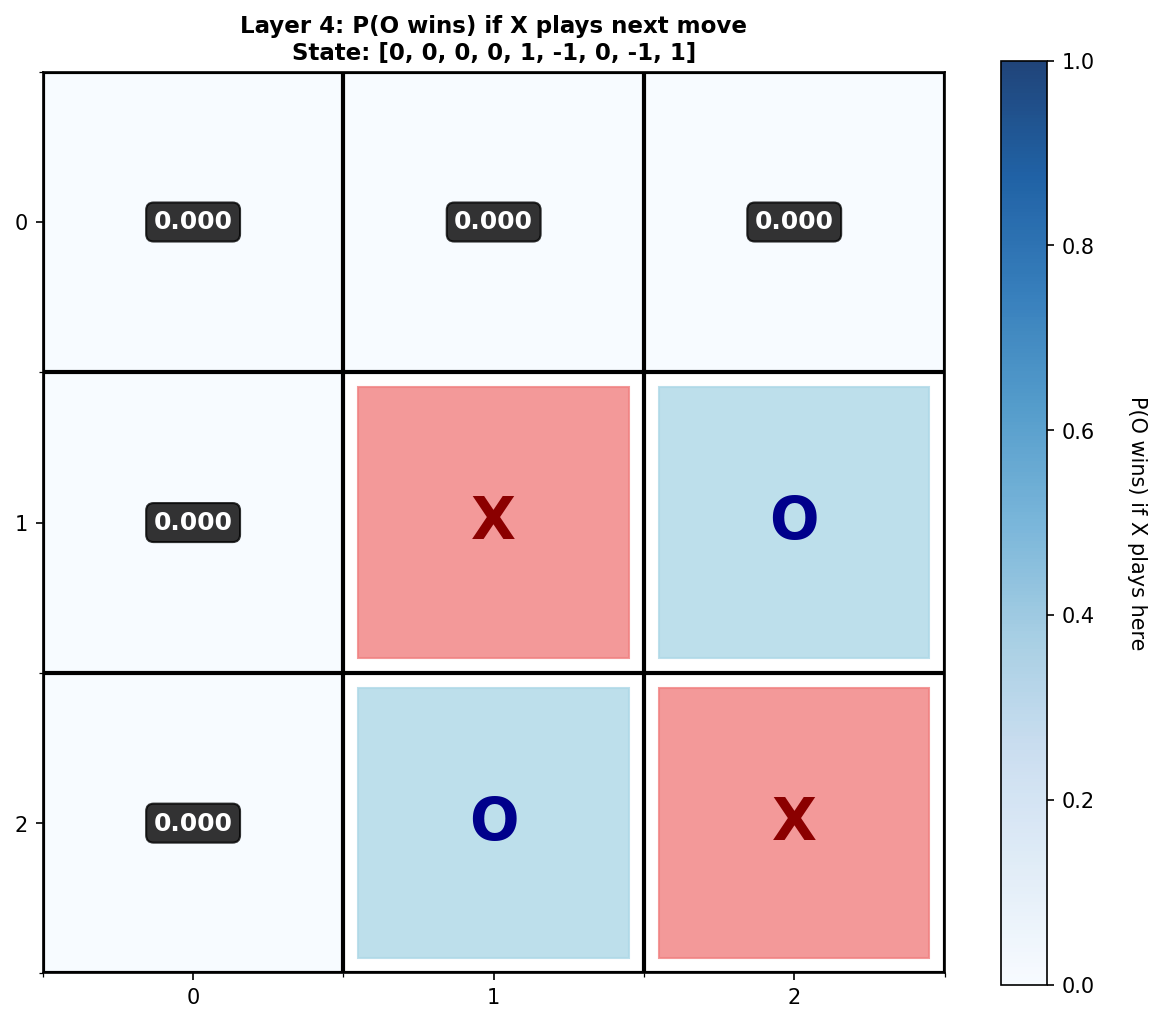 Layer 4: P(O wins) if X plays next move
State: [0, 0, 0, 0, 1, -1, 0, -1, 1]
1.0
0.8
0.6
0.4
0.2
0.0
P(O wins) if X plays here
0
0.000
0.000
0.000
1
0.000
X
O
2
0.000
O
X
0
1
2